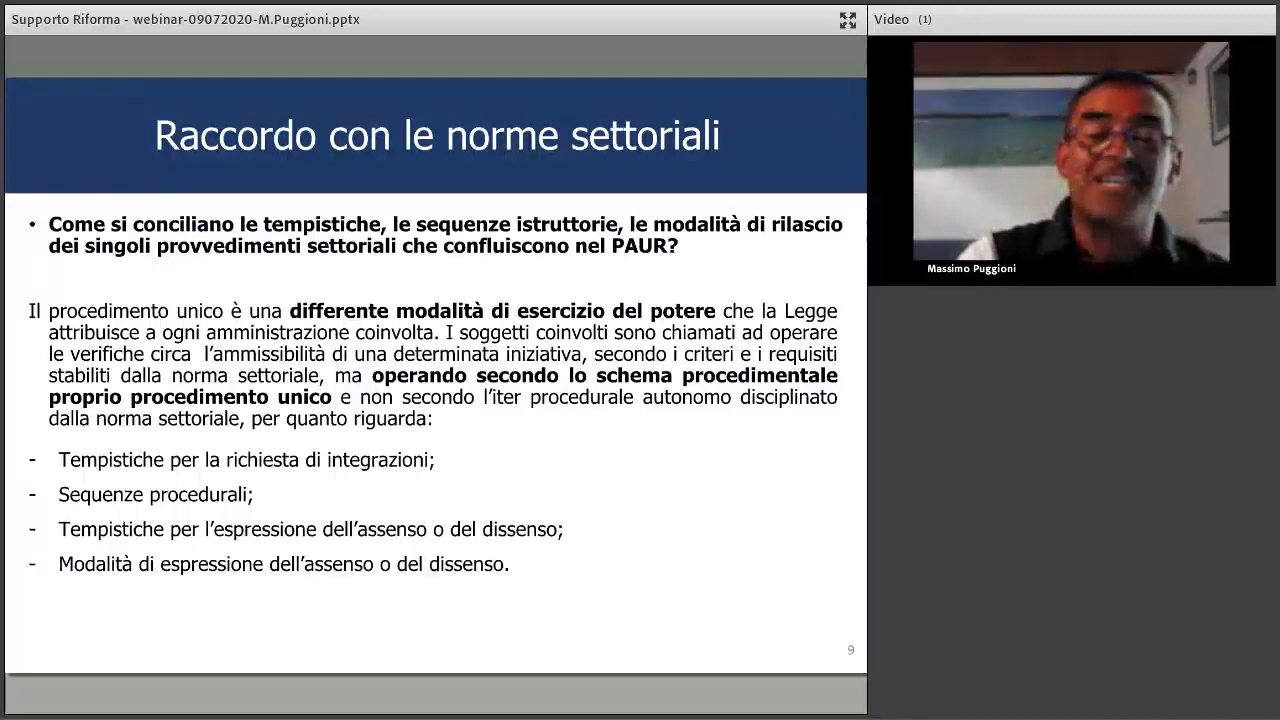 Supporto Riforma - webinar-09072020-M.Puggioni.pptx
Video (1)
Raccordo con le norme settoriali
• Come si conciliano le tempistiche, le sequenze istruttorie, le modalità di rilascio
dei singoli provvedimenti settoriali che confluiscono nel PAUR?
Il procedimento unico è una differente modalità di esercizio del potere che la Legge
attribuisce a ogni amministrazione coinvolta. I soggetti coinvolti sono chiamati ad operare
le verifiche circa l’ammissibilità di una determinata iniziativa, secondo i criteri e i requisiti
stabiliti dalla norma settoriale, ma operando secondo lo schema procedimentale
proprio procedimento unico e non secondo l’iter procedurale autonomo disciplinato
dalla norma settoriale, per quanto riguarda:
- Tempistiche per la richiesta di integrazioni;
- Sequenze procedurali;
- Tempistiche per l’espressione dell’assenso o del dissenso;
- Modalità di espressione dell’assenso o del dissenso.
9
Massimo Puggioni